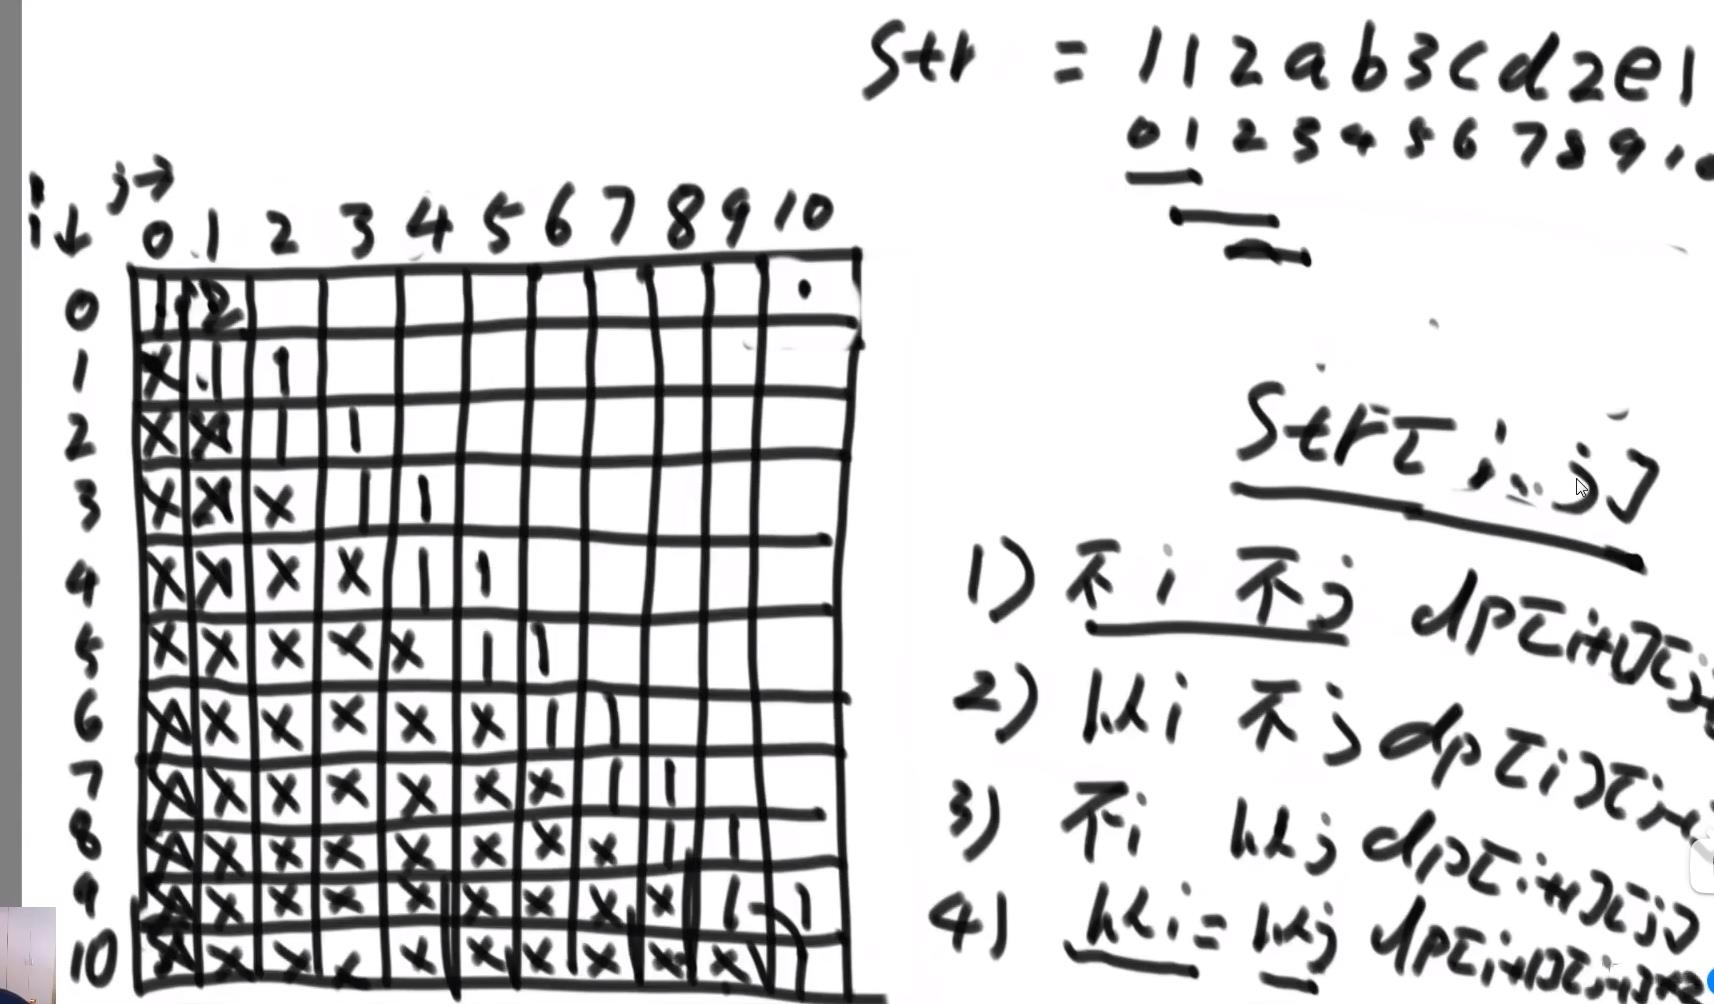 Str = 112ab3cd2e1
0 1 2 3 4 5 6 7 8 9 10
j→
i↓ 0 1 2 3 4 5 6 7 8 9 10
0 1 2 ·
1 X 1 1
2 X X 1 1
3 X X X 1 1
4 X X X X 1 1
5 X X X X X 1 1
6 X X X X X X 1 1
7 X X X X X X X 1 1
8 X X X X X X X X 1 1
9 X X X X X X X X X 1 1
10 X X X X X X X X X X 1
Str[i..j]
1) 不i 不j dp[i+1][j-
2) 以i 不j dp[i][j-
3) 不i 以j dp[i+1][j]
4) 以i=以j dp[i+1][j-1]+2